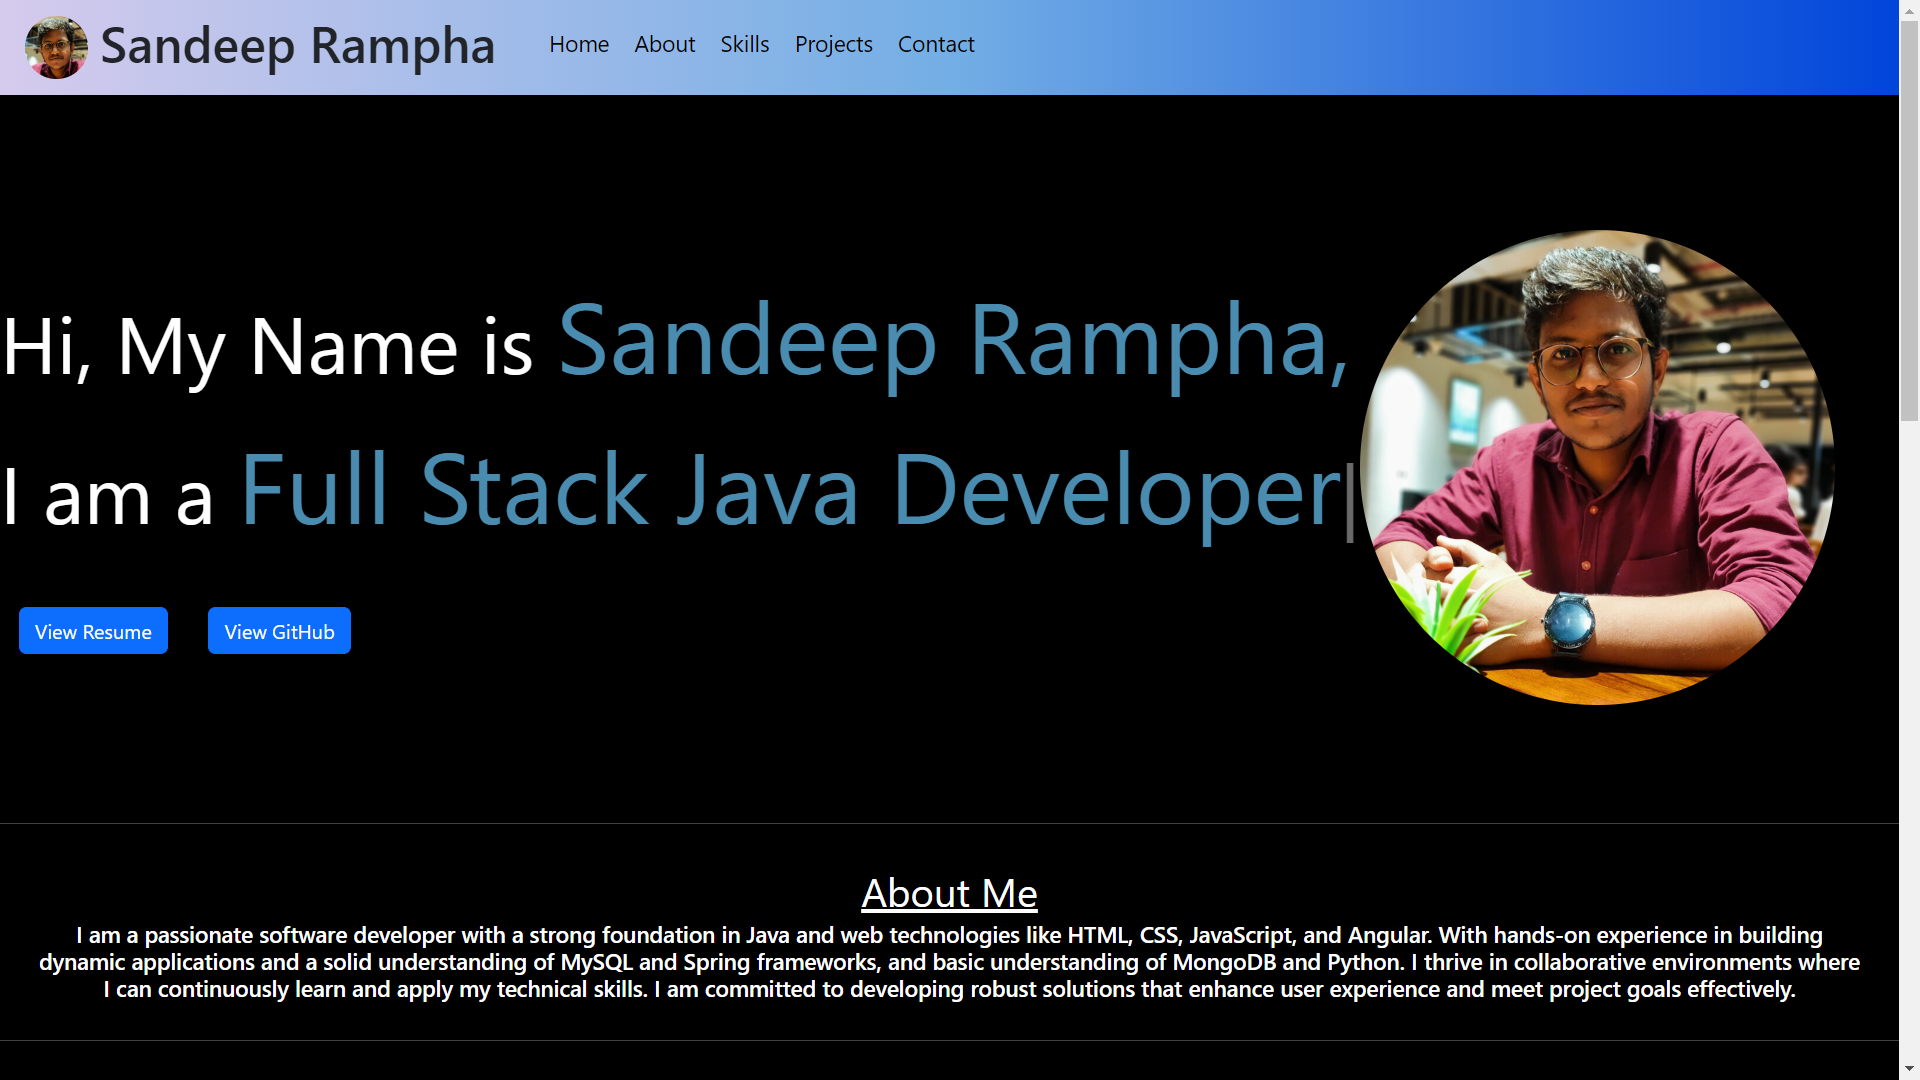 Sandeep Rampha
Home About Skills Projects Contact
Hi, My Name is Sandeep Rampha,
I am a Full Stack Java Developer|
View Resume View GitHub
About Me
I am a passionate software developer with a strong foundation in Java and web technologies like HTML, CSS, JavaScript, and Angular. With hands-on experience in building
dynamic applications and a solid understanding of MySQL and Spring frameworks, and basic understanding of MongoDB and Python. I thrive in collaborative environments where
I can continuously learn and apply my technical skills. I am committed to developing robust solutions that enhance user experience and meet project goals effectively.